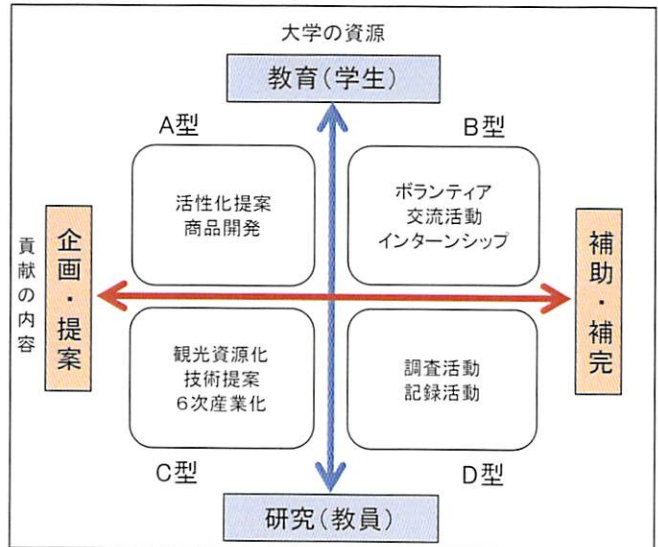 大学の資源
教育(学生)
A型
B型
活性化提案
商品開発
ボランティア
交流活動
インターンシップ
貢献の内容
企画・提案
補助・補完
観光資源化
技術提案
6次産業化
調査活動
記録活動
C型
D型
研究(教員)